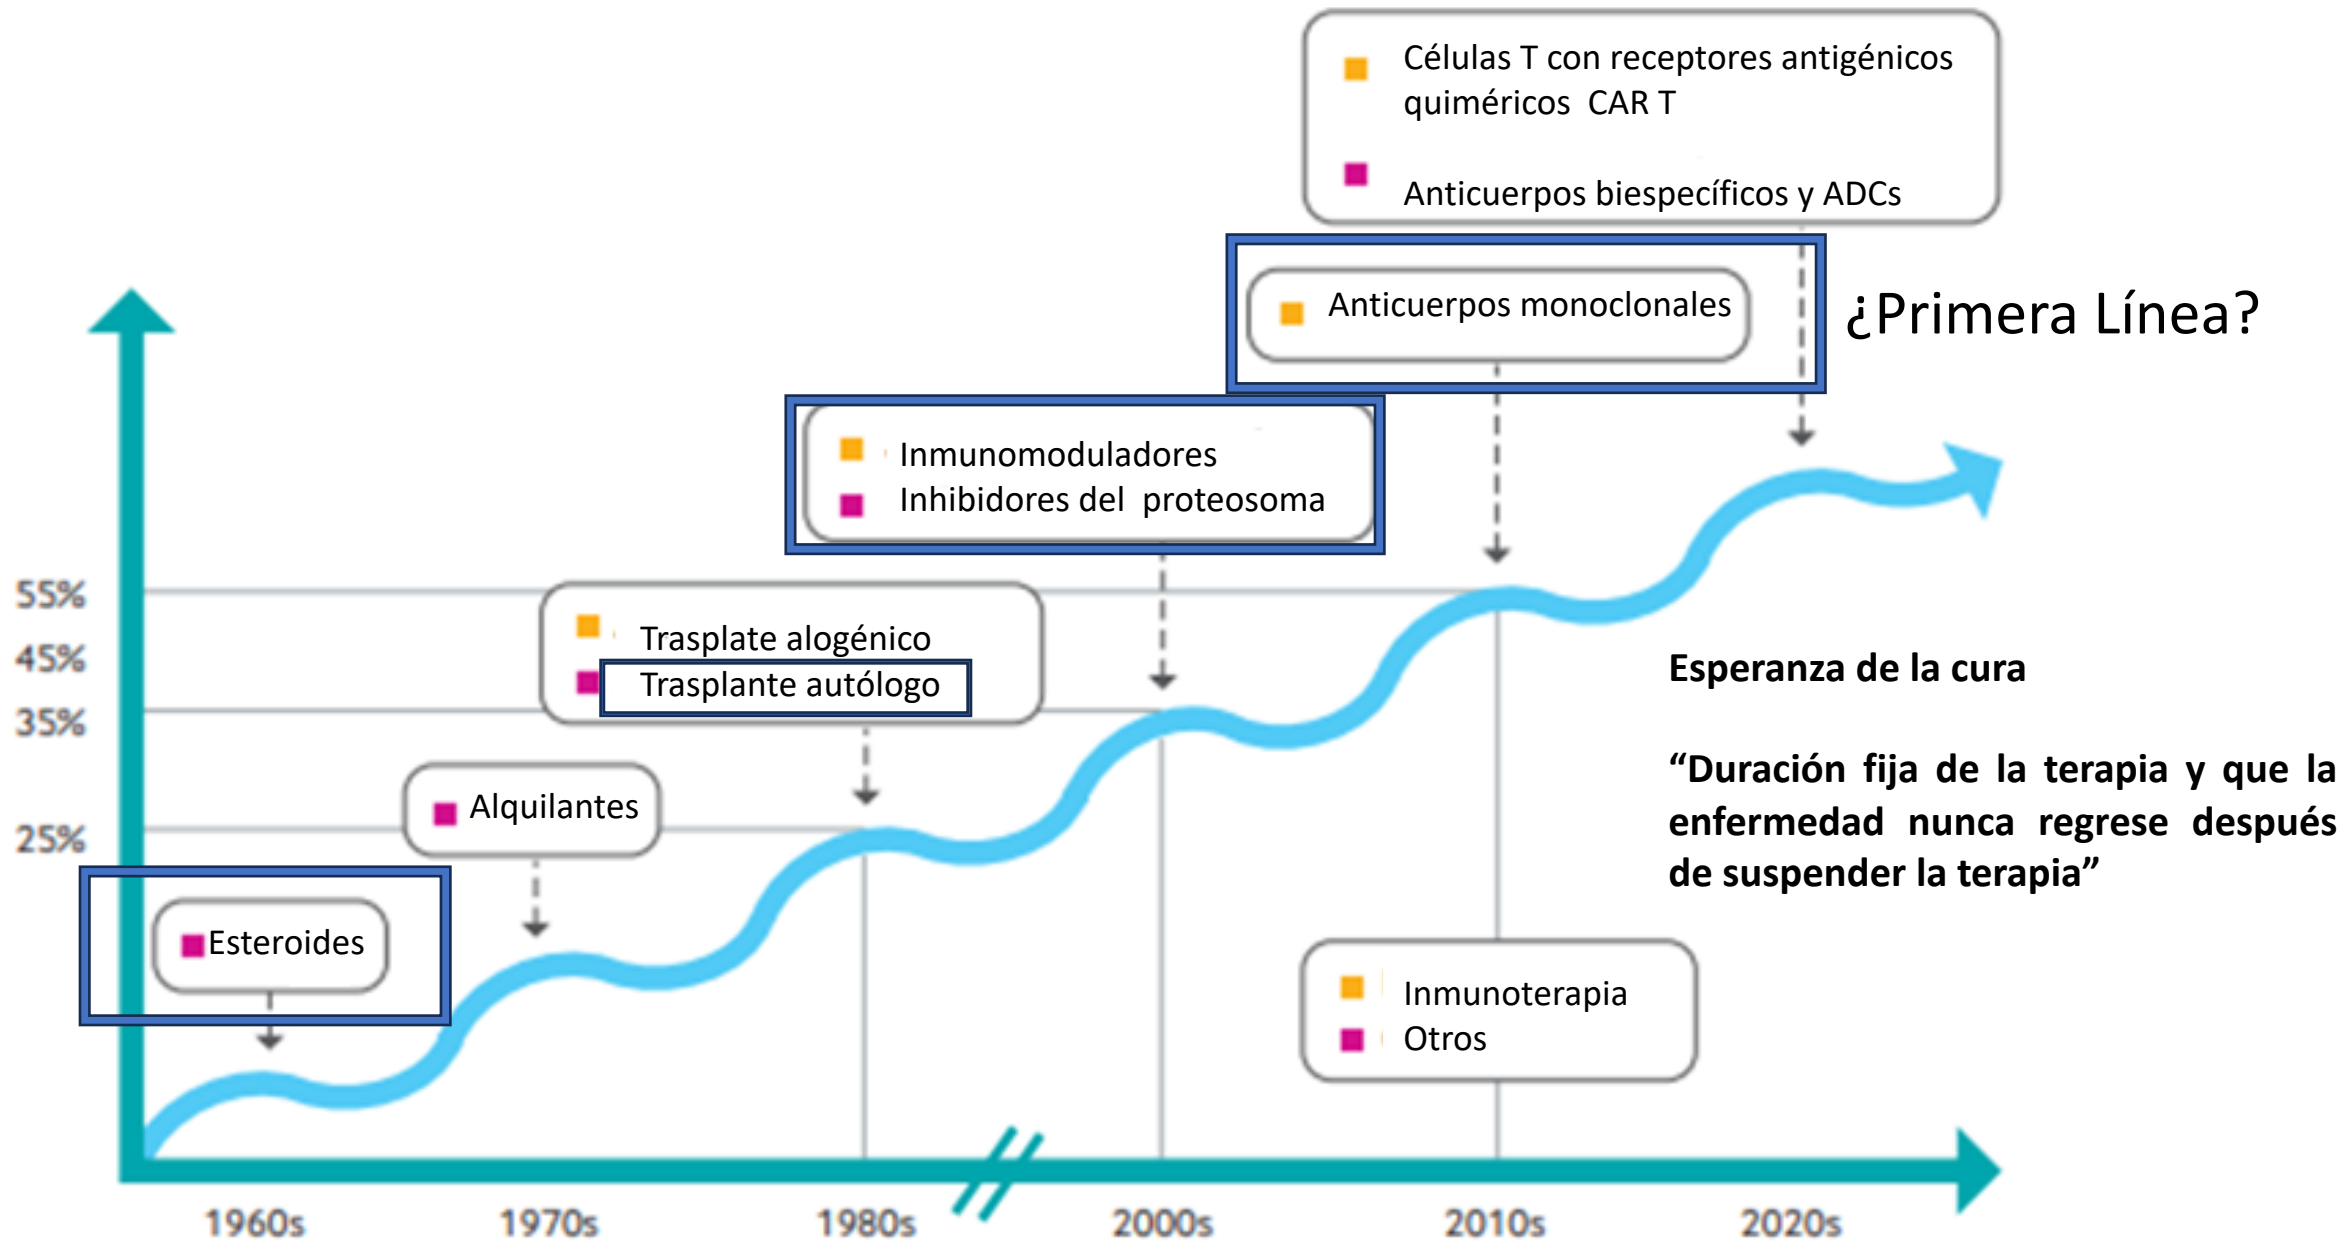 Células T con receptores antigénicos
quiméricos CAR T
Anticuerpos biespecíficos y ADCs
Anticuerpos monoclonales
¿Primera Línea?
Inmunomoduladores
Inhibidores del proteosoma
55%
45%
35%
25%
Trasplate alogénico
Trasplante autólogo
Alquilantes
Esteroides
Esperanza de la cura
“Duración fija de la terapia y que la
enfermedad nunca regrese después
de suspender la terapia”
Inmunoterapia
Otros
1960s
1970s
1980s
2000s
2010s
2020s